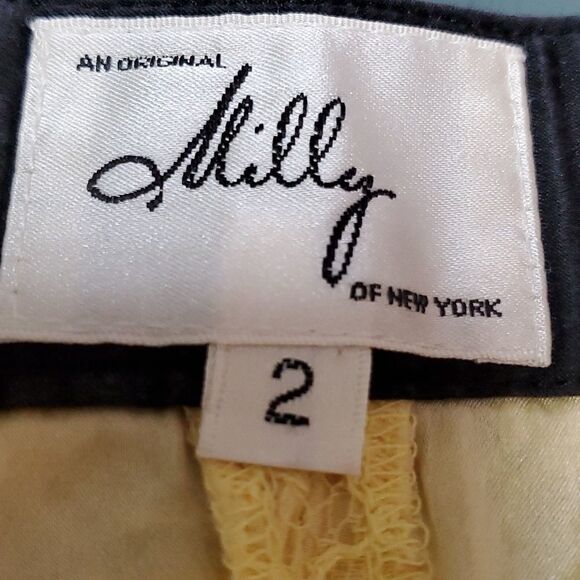 AN ORIGINAL
Milly
OF NEW YORK
2